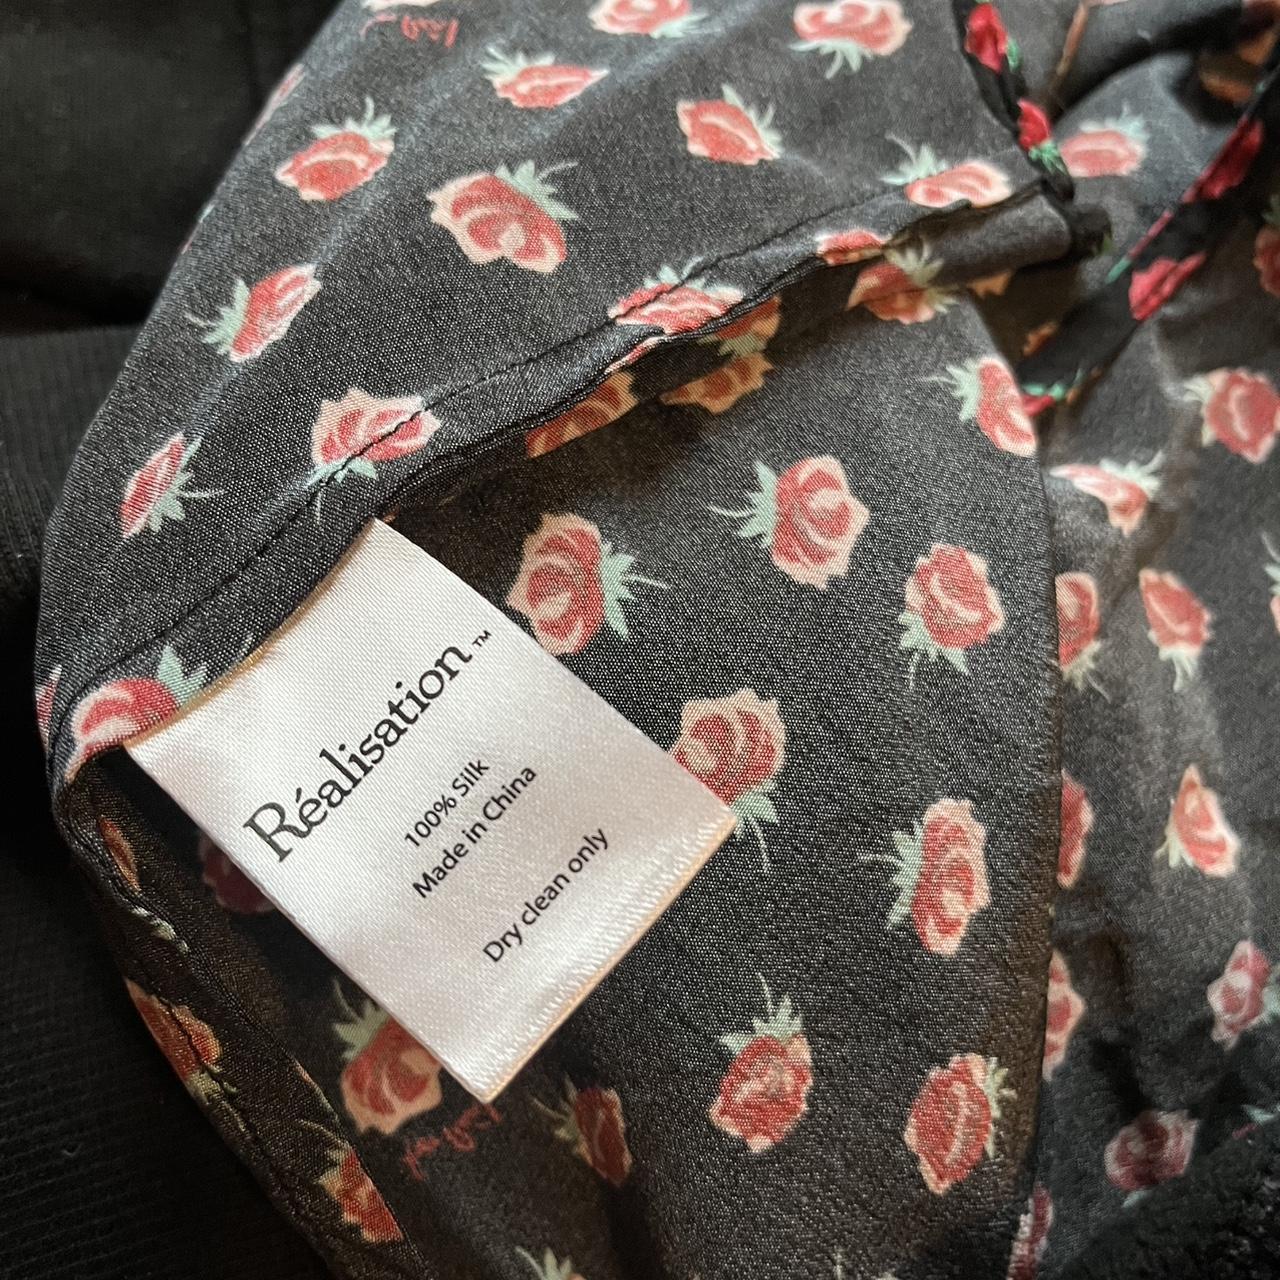 Réalisation™
100% Silk
Made in China
Dry clean only